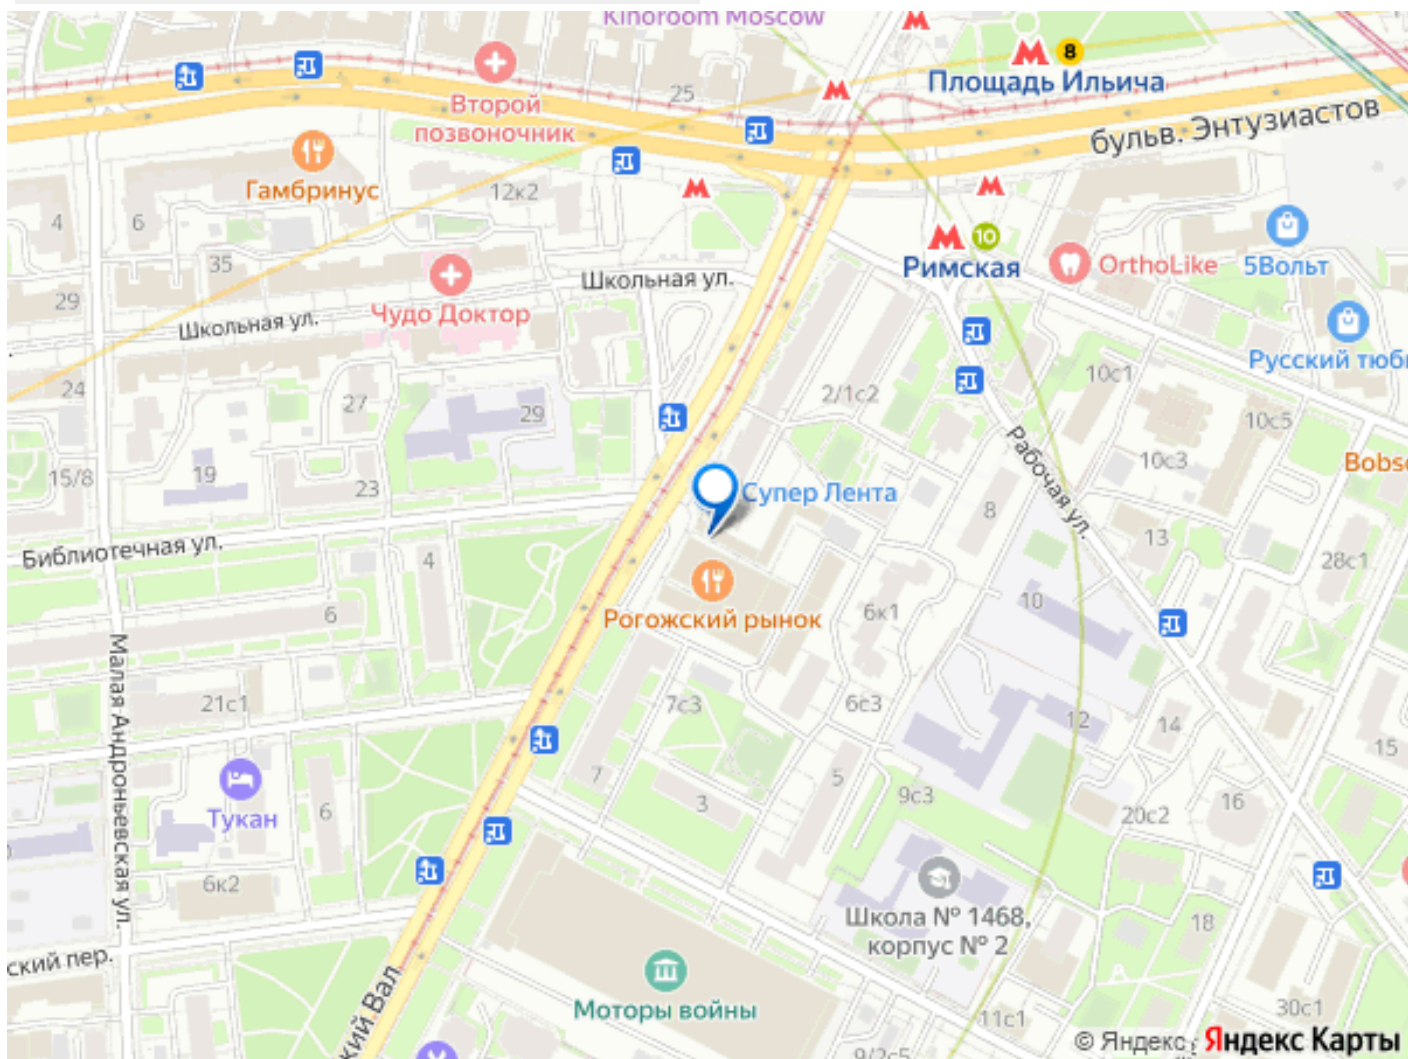 Kinoroom Moscow
8
Площадь Ильича
Второй
позвоночник
25
бульв. Энтузиастов
Гамбринус
12к2
4
6
35
10
Римская
OrthoLike
5Вольт
Чудо Доктор
Школьная ул.
Школьная ул.
29
Русский тюб
24
27
29
2/1с2
10с1
10с5
15/8
19
23
Рабочая ул.
10с3
Bobs
Супер Лента
8
13
Библиотечная ул.
4
28с1
6
Рогожский рынок
6к1
10
Малая Андроньевская ул.
21с1
7с3
6с3
12
14
15
Тукан
6
7
3
5
9с3
20с2
16
6к2
Школа № 1468,
корпус № 2
18
ский пер.
кий Вал
Моторы войны
11с1
30с1
9/2с5
© Яндекс
Яндекс Карты